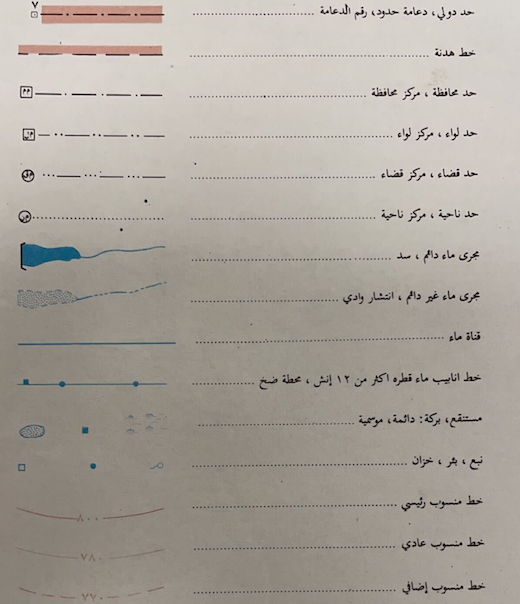 حد دولي، دعامة حدود، رقم الدعامة ٧
خط هدنة
حد محافظة ، مركز محافظة مم
حد لواء ، مركز لواء
حد قضاء ، مركز قضاء
حد ناحية ، مركز ناحية
مجرى ماء دائم ، سد
مجرى ماء غير دائم ، انتشار وادي
قناة ماء
خط انابيب ماء قطره اكثر من ١٢ إنش ، محطة ضخ
مستنقع، بركة: دائمة، موسمية
نبع ، بئر ، خزان
خط منسوب رئيسي ٨٠٠
خط منسوب عادي ٧٨٠
خط منسوب إضافي ٧٧٠